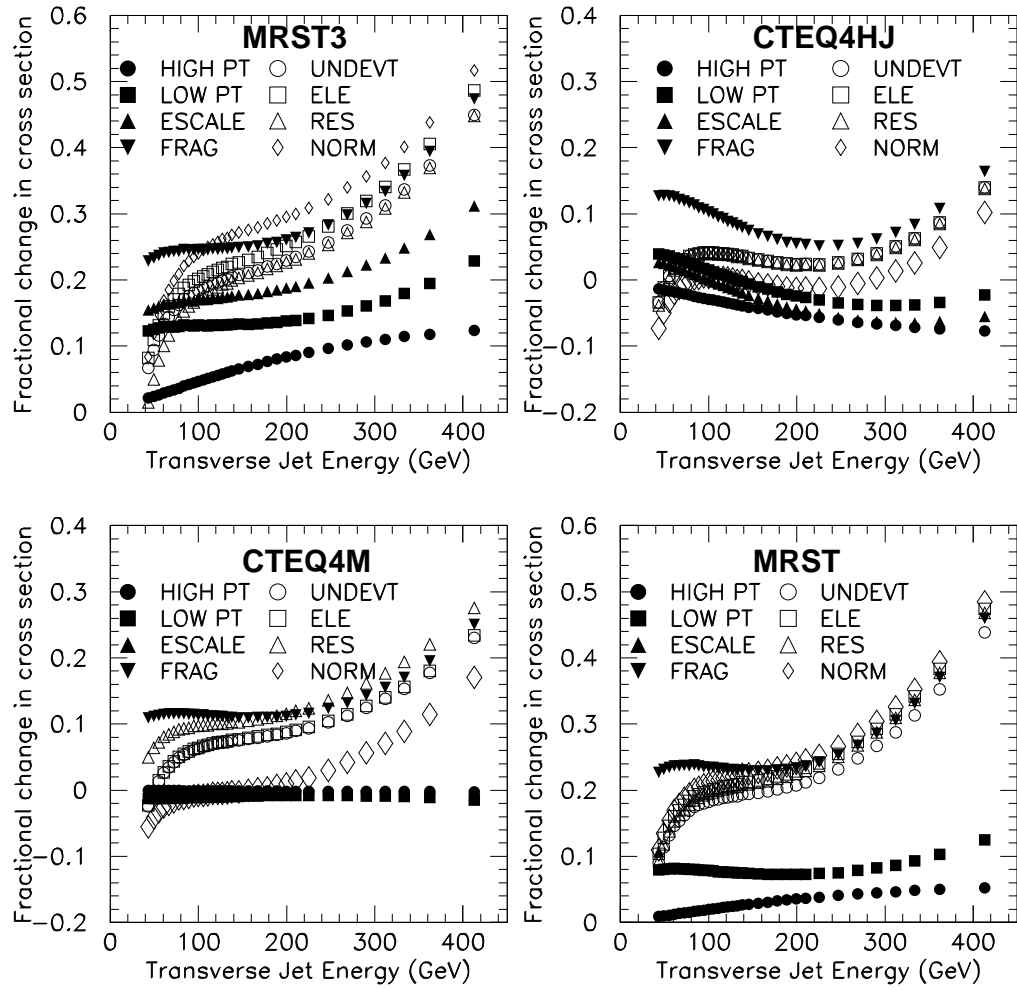 MRST3
HIGH PT UNDEVT
LOW PT ELE
ESCALE RES
FRAG NORM
Fractional change in cross section
0.6
0.5
0.4
0.3
0.2
0.1
0
0 100 200 300 400
Transverse Jet Energy (GeV)
CTEQ4HJ
HIGH PT UNDEVT
LOW PT ELE
ESCALE RES
FRAG NORM
Fractional change in cross section
0.4
0.3
0.2
0.1
0
−0.1
−0.2
0 100 200 300 400
Transverse Jet Energy (GeV)
CTEQ4M
HIGH PT UNDEVT
LOW PT ELE
ESCALE RES
FRAG NORM
Fractional change in cross section
0.4
0.3
0.2
0.1
0
−0.1
−0.2
0 100 200 300 400
Transverse Jet Energy (GeV)
MRST
HIGH PT UNDEVT
LOW PT ELE
ESCALE RES
FRAG NORM
Fractional change in cross section
0.6
0.5
0.4
0.3
0.2
0.1
0
0 100 200 300 400
Transverse Jet Energy (GeV)